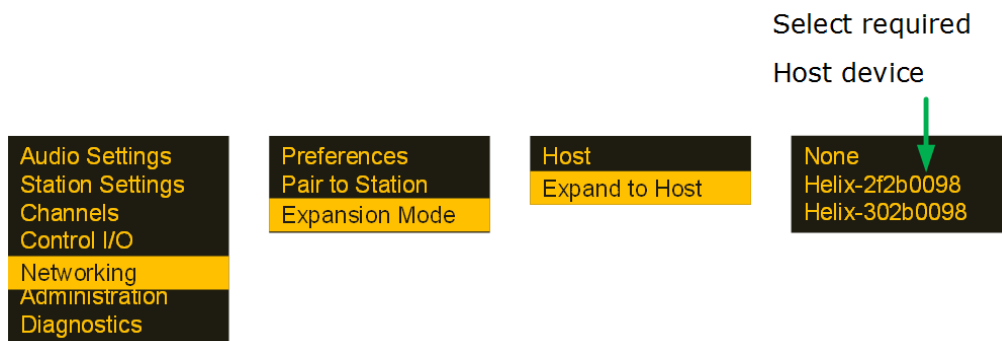 Select required
Host device
Audio Settings
Station Settings
Channels
Control I/O
Networking
Administration
Diagnostics
Preferences
Pair to Station
Expansion Mode
Host
Expand to Host
None
Helix-2f2b0098
Helix-302b0098